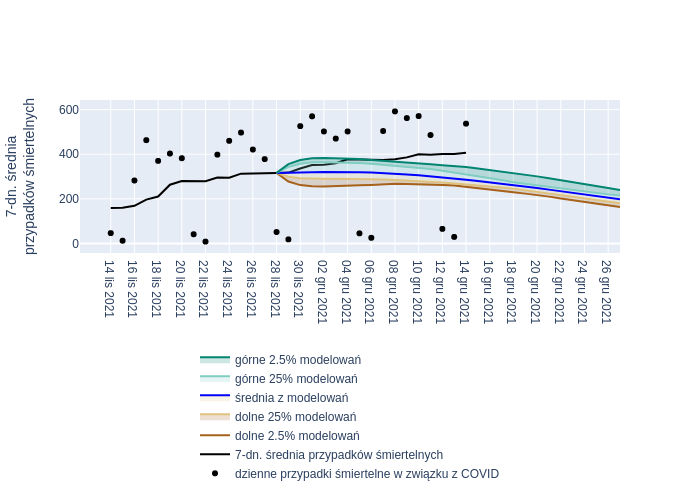 7-dn. średnia
przypadków śmiertelnych
600
400
200
0
14 lis 2021
16 lis 2021
18 lis 2021
20 lis 2021
22 lis 2021
24 lis 2021
26 lis 2021
28 lis 2021
30 lis 2021
02 gru 2021
04 gru 2021
06 gru 2021
08 gru 2021
10 gru 2021
12 gru 2021
14 gru 2021
16 gru 2021
18 gru 2021
20 gru 2021
22 gru 2021
24 gru 2021
26 gru 2021
górne 2.5% modelowań
górne 25% modelowań
średnia z modelowań
dolne 25% modelowań
dolne 2.5% modelowań
7-dn. średnia przypadków śmiertelnych
dzienne przypadki śmiertelne w związku z COVID